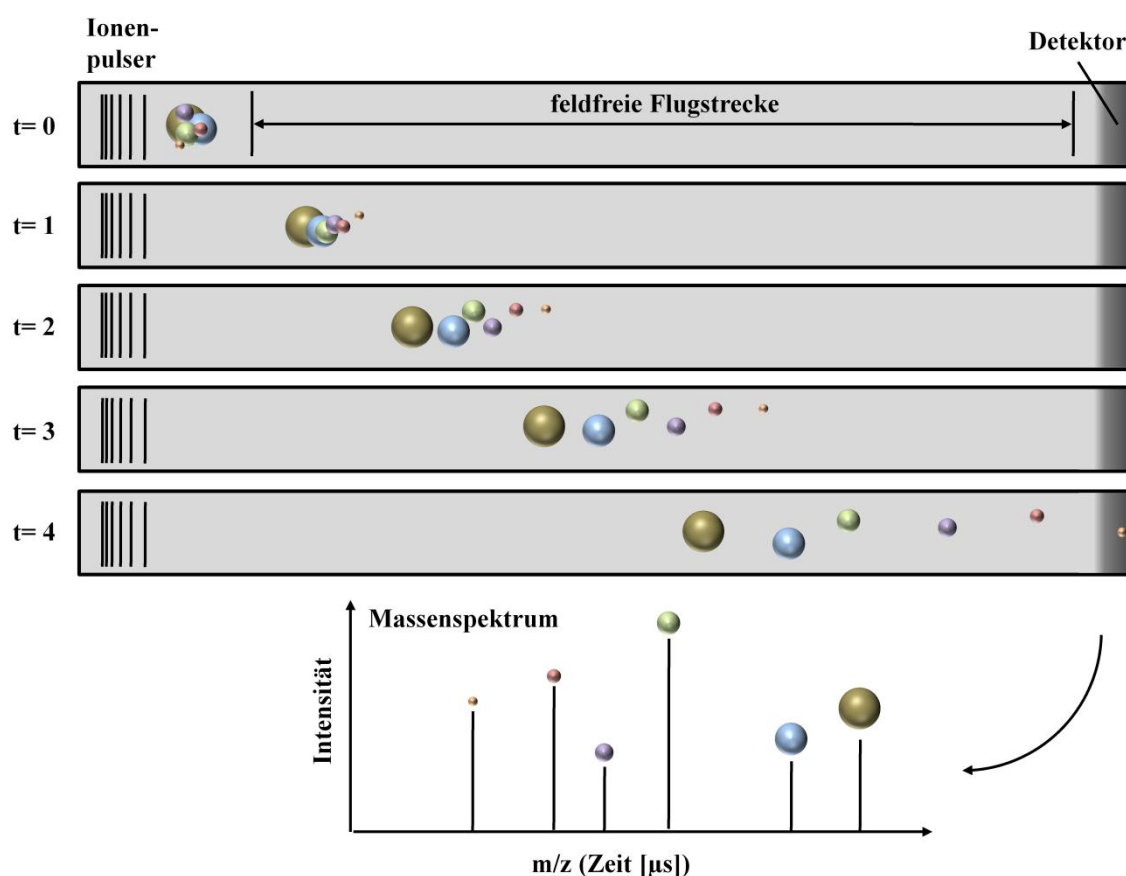 Ionen-
pulser
Detektor
t= 0
feldfreie Flugstrecke
t= 1
t= 2
t= 3
t= 4
Massenspektrum
Intensität
m/z (Zeit [µs])